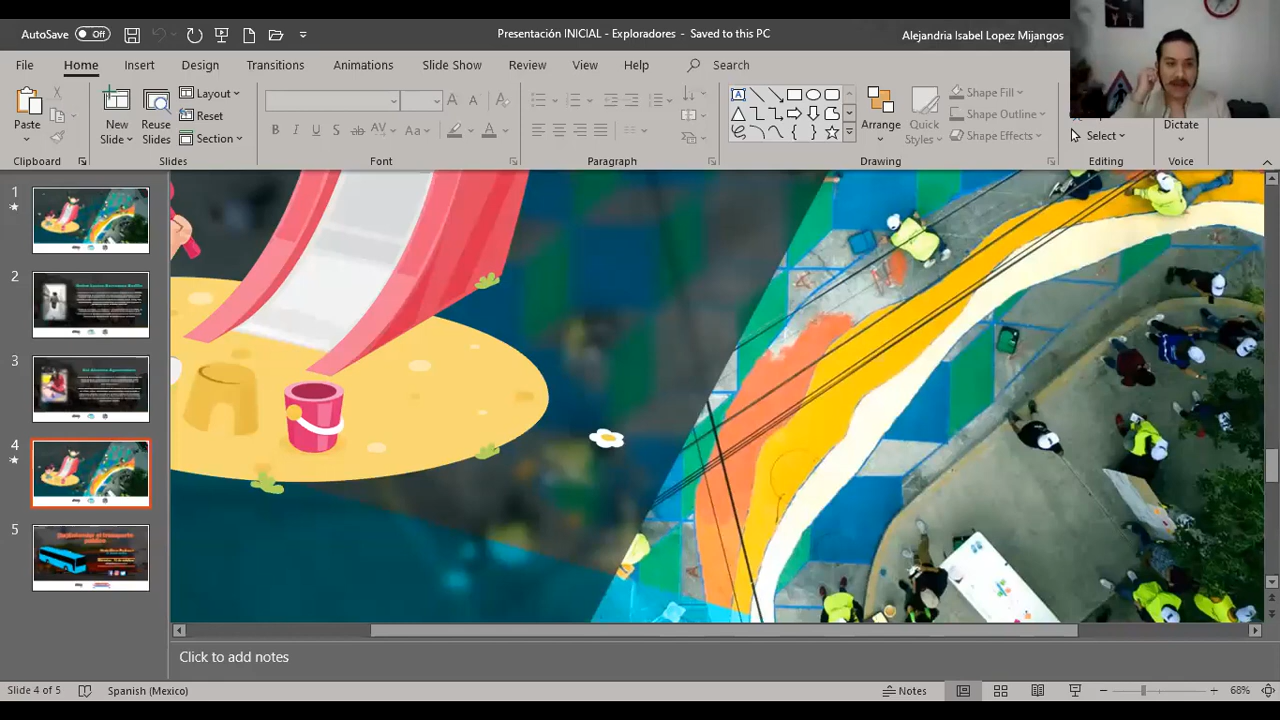 AutoSave Off
Presentación INICIAL - Exploradores - Saved to this PC
Alejandria Isabel Lopez Mijangos
File Home Insert Design Transitions Animations Slide Show Review View Help Search
Paste
New
Slide
Reuse
Slides
Layout
Reset
Section
B I U S ab AV Aa A
Arrange
Quick
Styles
Shape Fill
Shape Outline
Shape Effects
Select
Dictate
Clipboard Slides Font Paragraph Drawing Editing Voice
1
2
3
4
5
Click to add notes
Slide 4 of 5 Spanish (Mexico) Notes 68%